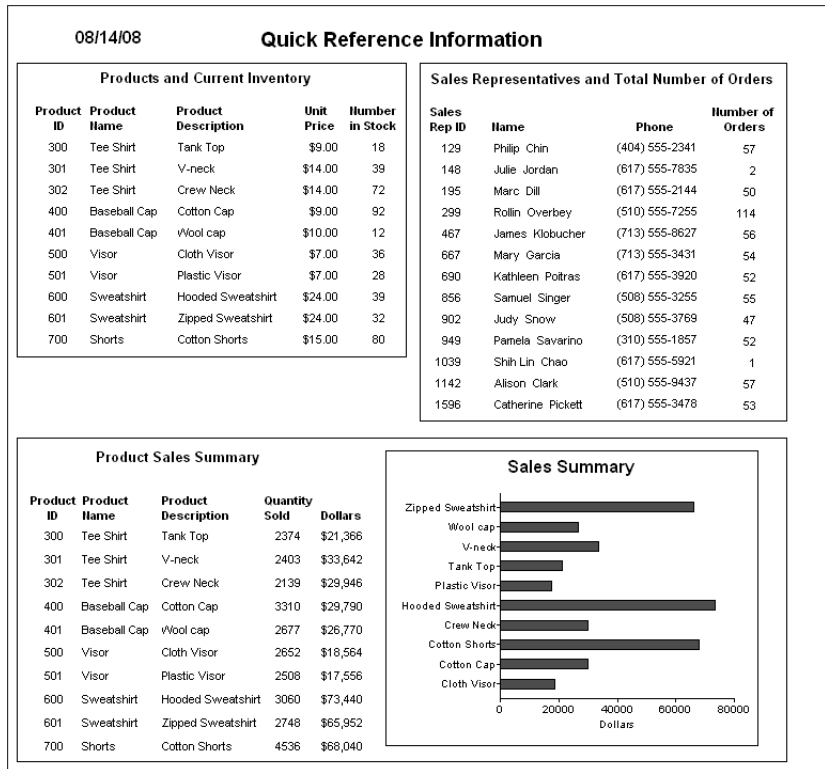 08/14/08 Quick Reference Information
Products and Current Inventory
Product ID Product Name Product Description Unit Price Number in Stock
300 Tee Shirt Tank Top $9.00 18
301 Tee Shirt V-neck $14.00 39
302 Tee Shirt Crew Neck $14.00 72
400 Baseball Cap Cotton Cap $9.00 92
401 Baseball Cap Wool cap $10.00 12
500 Visor Cloth Visor $7.00 36
501 Visor Plastic Visor $7.00 28
600 Sweatshirt Hooded Sweatshirt $24.00 39
601 Sweatshirt Zipped Sweatshirt $24.00 32
700 Shorts Cotton Shorts $15.00 80
Sales Representatives and Total Number of Orders
Sales Rep ID Name Phone Number of Orders
129 Philip Chin (404) 555-2341 57
148 Julie Jordan (617) 555-7835 2
195 Marc Dill (617) 555-2144 50
299 Rollin Overbey (510) 555-7255 114
467 James Klobucher (713) 555-8627 56
667 Mary Garcia (713) 555-3431 54
690 Kathleen Poitras (617) 555-3920 52
856 Samuel Singer (508) 555-3255 55
902 Judy Snow (508) 555-3769 47
949 Pamela Savarino (310) 555-1857 52
1039 Shih Lin Chao (617) 555-5921 1
1142 Alison Clark (510) 555-9437 57
1596 Catherine Pickett (617) 555-3478 53
Product Sales Summary
Product ID Product Name Product Description Quantity Sold Dollars
300 Tee Shirt Tank Top 2374 $21,366
301 Tee Shirt V-neck 2403 $33,642
302 Tee Shirt Crew Neck 2139 $29,946
400 Baseball Cap Cotton Cap 3310 $29,790
401 Baseball Cap Wool cap 2677 $26,770
500 Visor Cloth Visor 2652 $18,564
501 Visor Plastic Visor 2508 $17,556
600 Sweatshirt Hooded Sweatshirt 3060 $73,440
601 Sweatshirt Zipped Sweatshirt 2748 $65,952
700 Shorts Cotton Shorts 4536 $68,040
Sales Summary
Zipped Sweatshirt
Wool cap
V-neck
Tank Top
Plastic Visor
Hooded Sweatshirt
Crew Neck
Cotton Shorts
Cotton Cap
Cloth Visor
0 20000 40000 60000 80000
Dollars